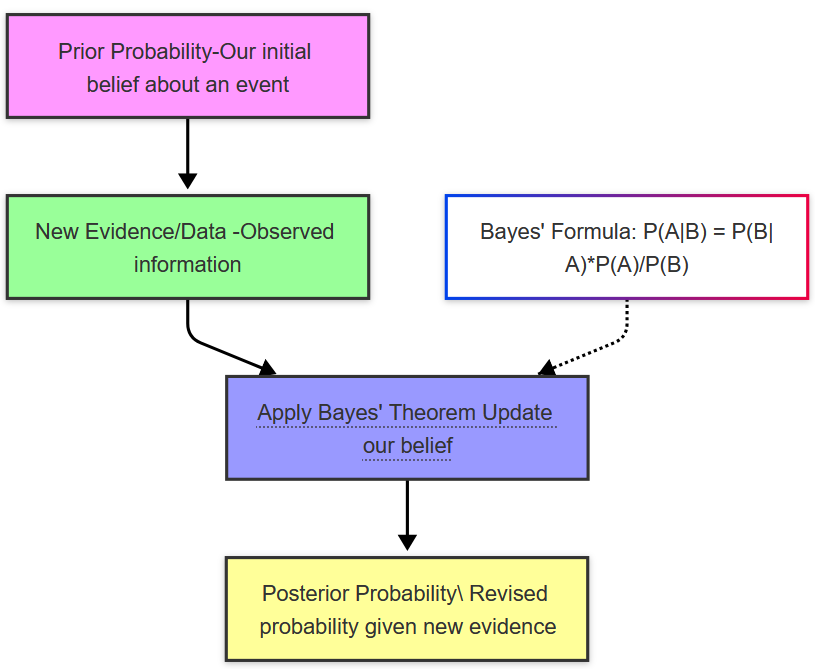 Prior Probability-Our initial
belief about an event
New Evidence/Data -Observed
information
Bayes' Formula: P(A|B) = P(B|
A)*P(A)/P(B)
Apply Bayes' Theorem Update
our belief
Posterior Probability\ Revised
probability given new evidence